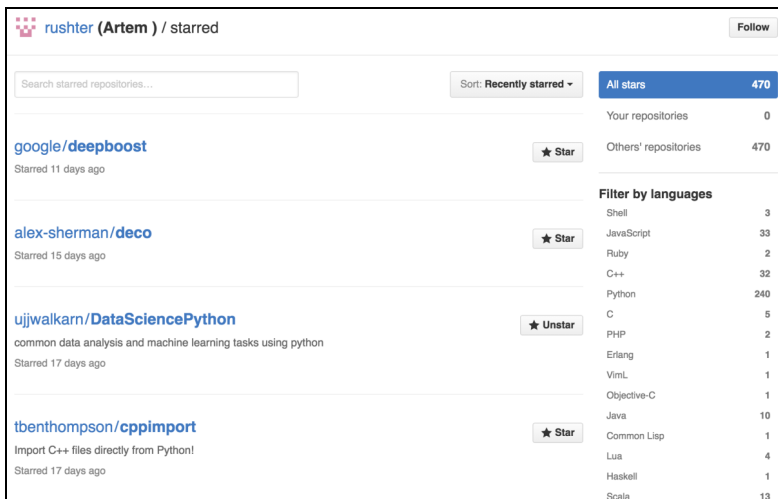 rushter (Artem ) / starred
Follow
Search starred repositories...
Sort: Recently starred
google/deepboost
Starred 11 days ago
Star
alex-sherman/deco
Starred 15 days ago
Star
ujjwalkarn/DataSciencePython
common data analysis and machine learning tasks using python
Starred 17 days ago
Unstar
tbenthompson/cppimport
Import C++ files directly from Python!
Starred 17 days ago
Star
All stars 470
Your repositories 0
Others' repositories 470
Filter by languages
Shell 3
JavaScript 33
Ruby 2
C++ 32
Python 240
C 5
PHP 2
Erlang 1
VimL 1
Objective-C 1
Java 10
Common Lisp 1
Lua 4
Haskell 1
Scala 13